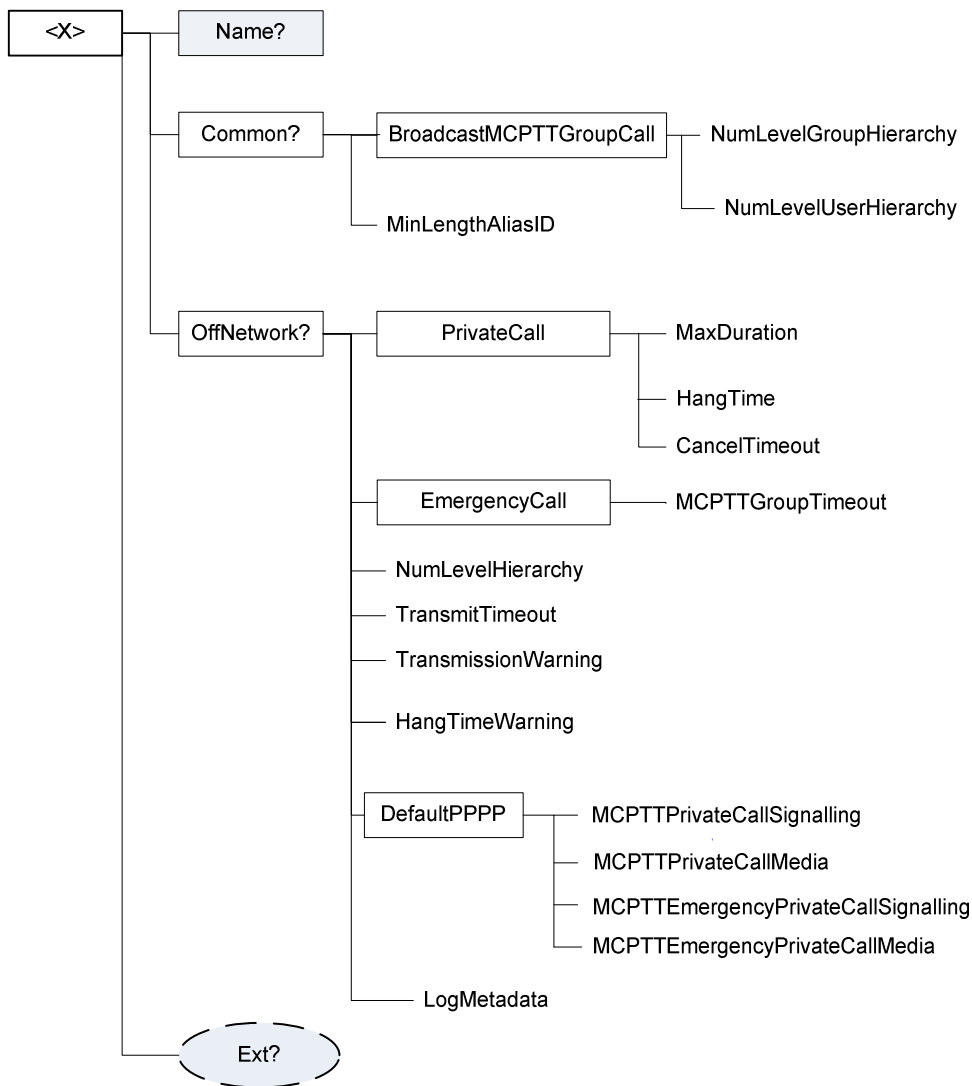 <X>
Name?
Common?
BroadcastMCPTTGroupCall
NumLevelGroupHierarchy
NumLevelUserHierarchy
MinLengthAliasID
OffNetwork?
PrivateCall
MaxDuration
HangTime
CancelTimeout
EmergencyCall
MCPTTGroupTimeout
NumLevelHierarchy
TransmitTimeout
TransmissionWarning
HangTimeWarning
DefaultPPPP
MCPTTPrivateCallSignalling
MCPTTPrivateCallMedia
MCPTTEmergencyPrivateCallSignalling
MCPTTEmergencyPrivateCallMedia
LogMetadata
Ext?